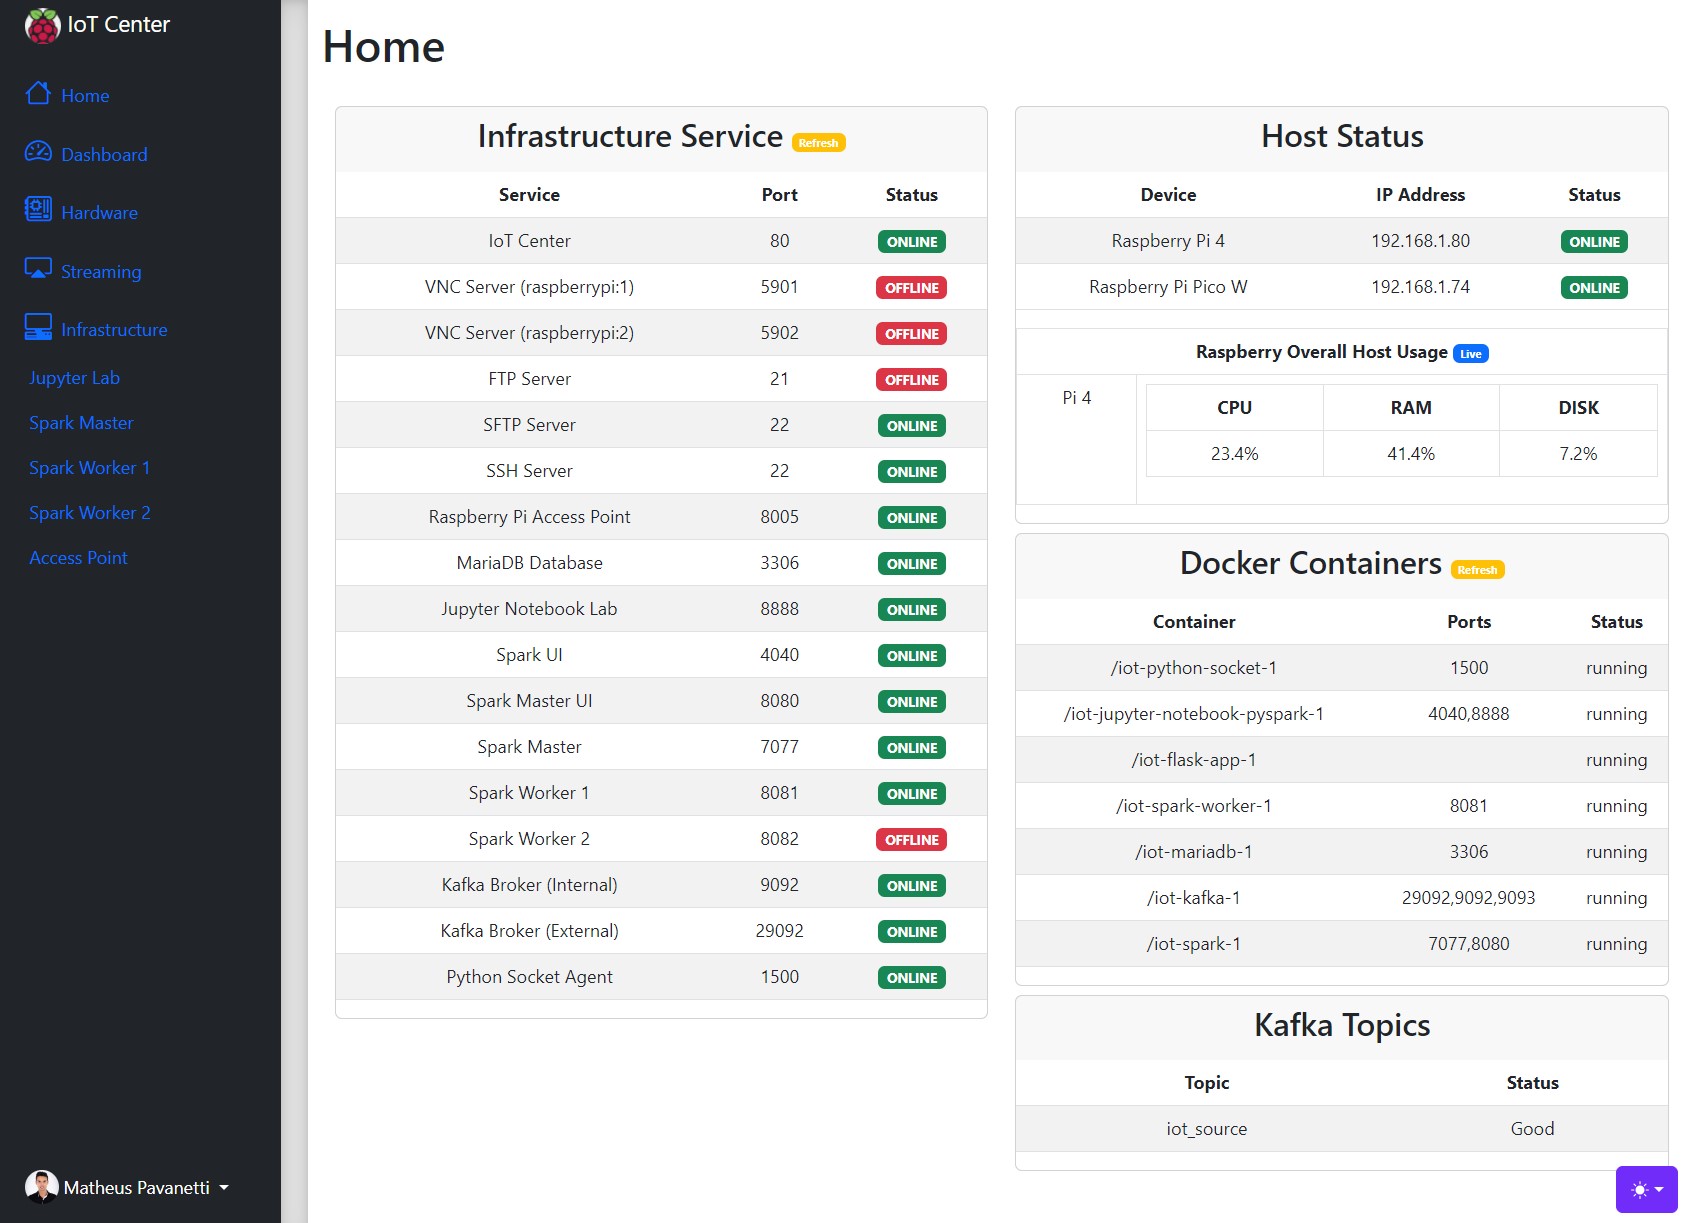 IoT Center
Home
Dashboard
Hardware
Streaming
Infrastructure
Jupyter Lab
Spark Master
Spark Worker 1
Spark Worker 2
Access Point
Matheus Pavanetti
Home
Infrastructure Service Refresh
Service Port Status
IoT Center 80 ONLINE
VNC Server (raspberrypi:1) 5901 OFFLINE
VNC Server (raspberrypi:2) 5902 OFFLINE
FTP Server 21 OFFLINE
SFTP Server 22 ONLINE
SSH Server 22 ONLINE
Raspberry Pi Access Point 8005 ONLINE
MariaDB Database 3306 ONLINE
Jupyter Notebook Lab 8888 ONLINE
Spark UI 4040 ONLINE
Spark Master UI 8080 ONLINE
Spark Master 7077 ONLINE
Spark Worker 1 8081 ONLINE
Spark Worker 2 8082 OFFLINE
Kafka Broker (Internal) 9092 ONLINE
Kafka Broker (External) 29092 ONLINE
Python Socket Agent 1500 ONLINE
Host Status
Device IP Address Status
Raspberry Pi 4 192.168.1.80 ONLINE
Raspberry Pi Pico W 192.168.1.74 ONLINE
Raspberry Overall Host Usage Live
Pi 4
CPU RAM DISK
23.4% 41.4% 7.2%
Docker Containers Refresh
Container Ports Status
/iot-python-socket-1 1500 running
/iot-jupyter-notebook-pyspark-1 4040,8888 running
/iot-flask-app-1 running
/iot-spark-worker-1 8081 running
/iot-mariadb-1 3306 running
/iot-kafka-1 29092,9092,9093 running
/iot-spark-1 7077,8080 running
Kafka Topics
Topic Status
iot_source Good